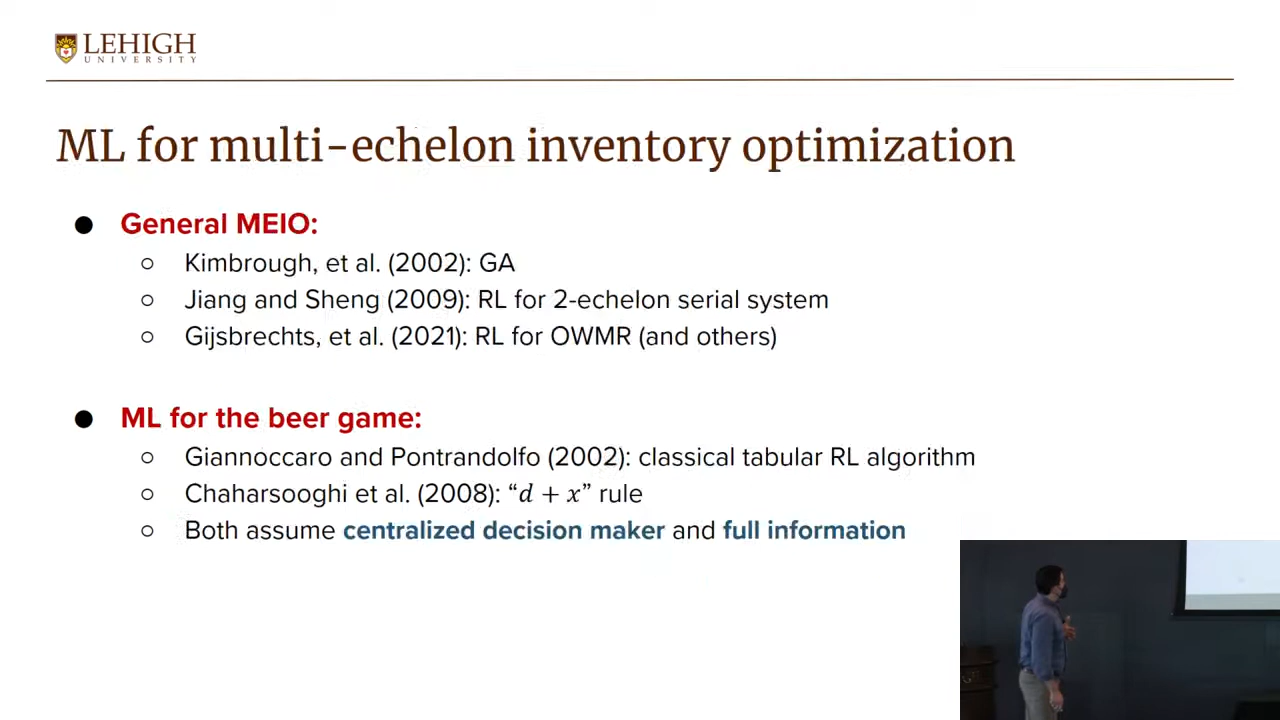 LEHIGH
UNIVERSITY
ML for multi-echelon inventory optimization
● General MEIO:
○ Kimbrough, et al. (2002): GA
○ Jiang and Sheng (2009): RL for 2-echelon serial system
○ Gijsbrechts, et al. (2021): RL for OWMR (and others)
● ML for the beer game:
○ Giannoccaro and Pontrandolfo (2002): classical tabular RL algorithm
○ Chaharsooghi et al. (2008): “d + x” rule
○ Both assume centralized decision maker and full information